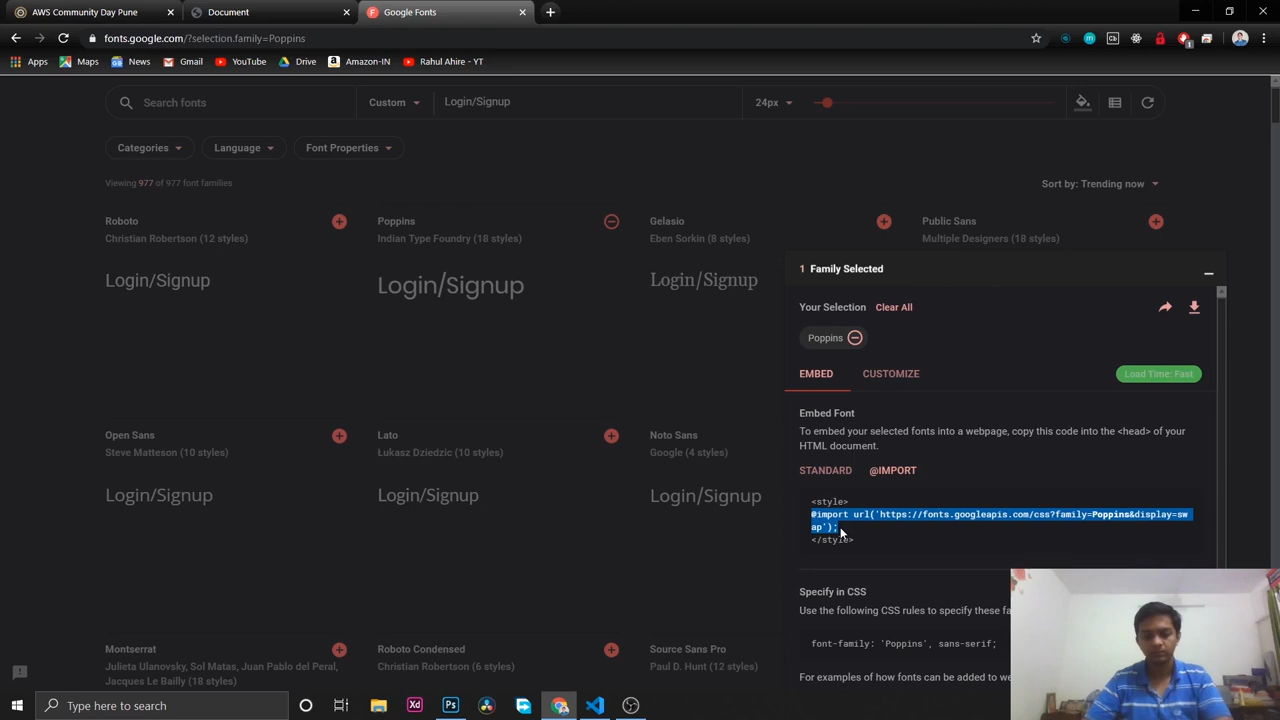 AWS Community Day Pune
Document
Google Fonts
fonts.google.com/?selection.family=Poppins
Apps
Maps
News
Gmail
YouTube
Drive
Amazon-IN
Rahul Ahire - YT
Search fonts
Custom
Login/Signup
24px
Categories
Language
Font Properties
Viewing 977 of 977 font families
Sort by: Trending now
Roboto
Christian Robertson (12 styles)
Login/Signup
Poppins
Indian Type Foundry (18 styles)
Login/Signup
Gelasio
Eben Sorkin (8 styles)
Login/Signup
Public Sans
Multiple Designers (18 styles)
Open Sans
Steve Matteson (10 styles)
Login/Signup
Lato
Łukasz Dziedzic (10 styles)
Login/Signup
Noto Sans
Google (4 styles)
Login/Signup
Montserrat
Julieta Ulanovsky, Sol Matas, Juan Pablo del Peral,
Jacques Le Bailly (18 styles)
Roboto Condensed
Christian Robertson (6 styles)
Source Sans Pro
Paul D. Hunt (12 styles)
1 Family Selected
Your Selection
Clear All
Poppins
EMBED
CUSTOMIZE
Load Time: Fast
Embed Font
To embed your selected fonts into a webpage, copy this code into the <head> of your
HTML document.
STANDARD
@IMPORT
<style>
@import url('https://fonts.googleapis.com/css?family=Poppins&display=sw
ap');
</style>
Specify in CSS
Use the following CSS rules to specify these fa
font-family: 'Poppins', sans-serif;
For examples of how fonts can be added to we
Type here to search
Xd
Ps